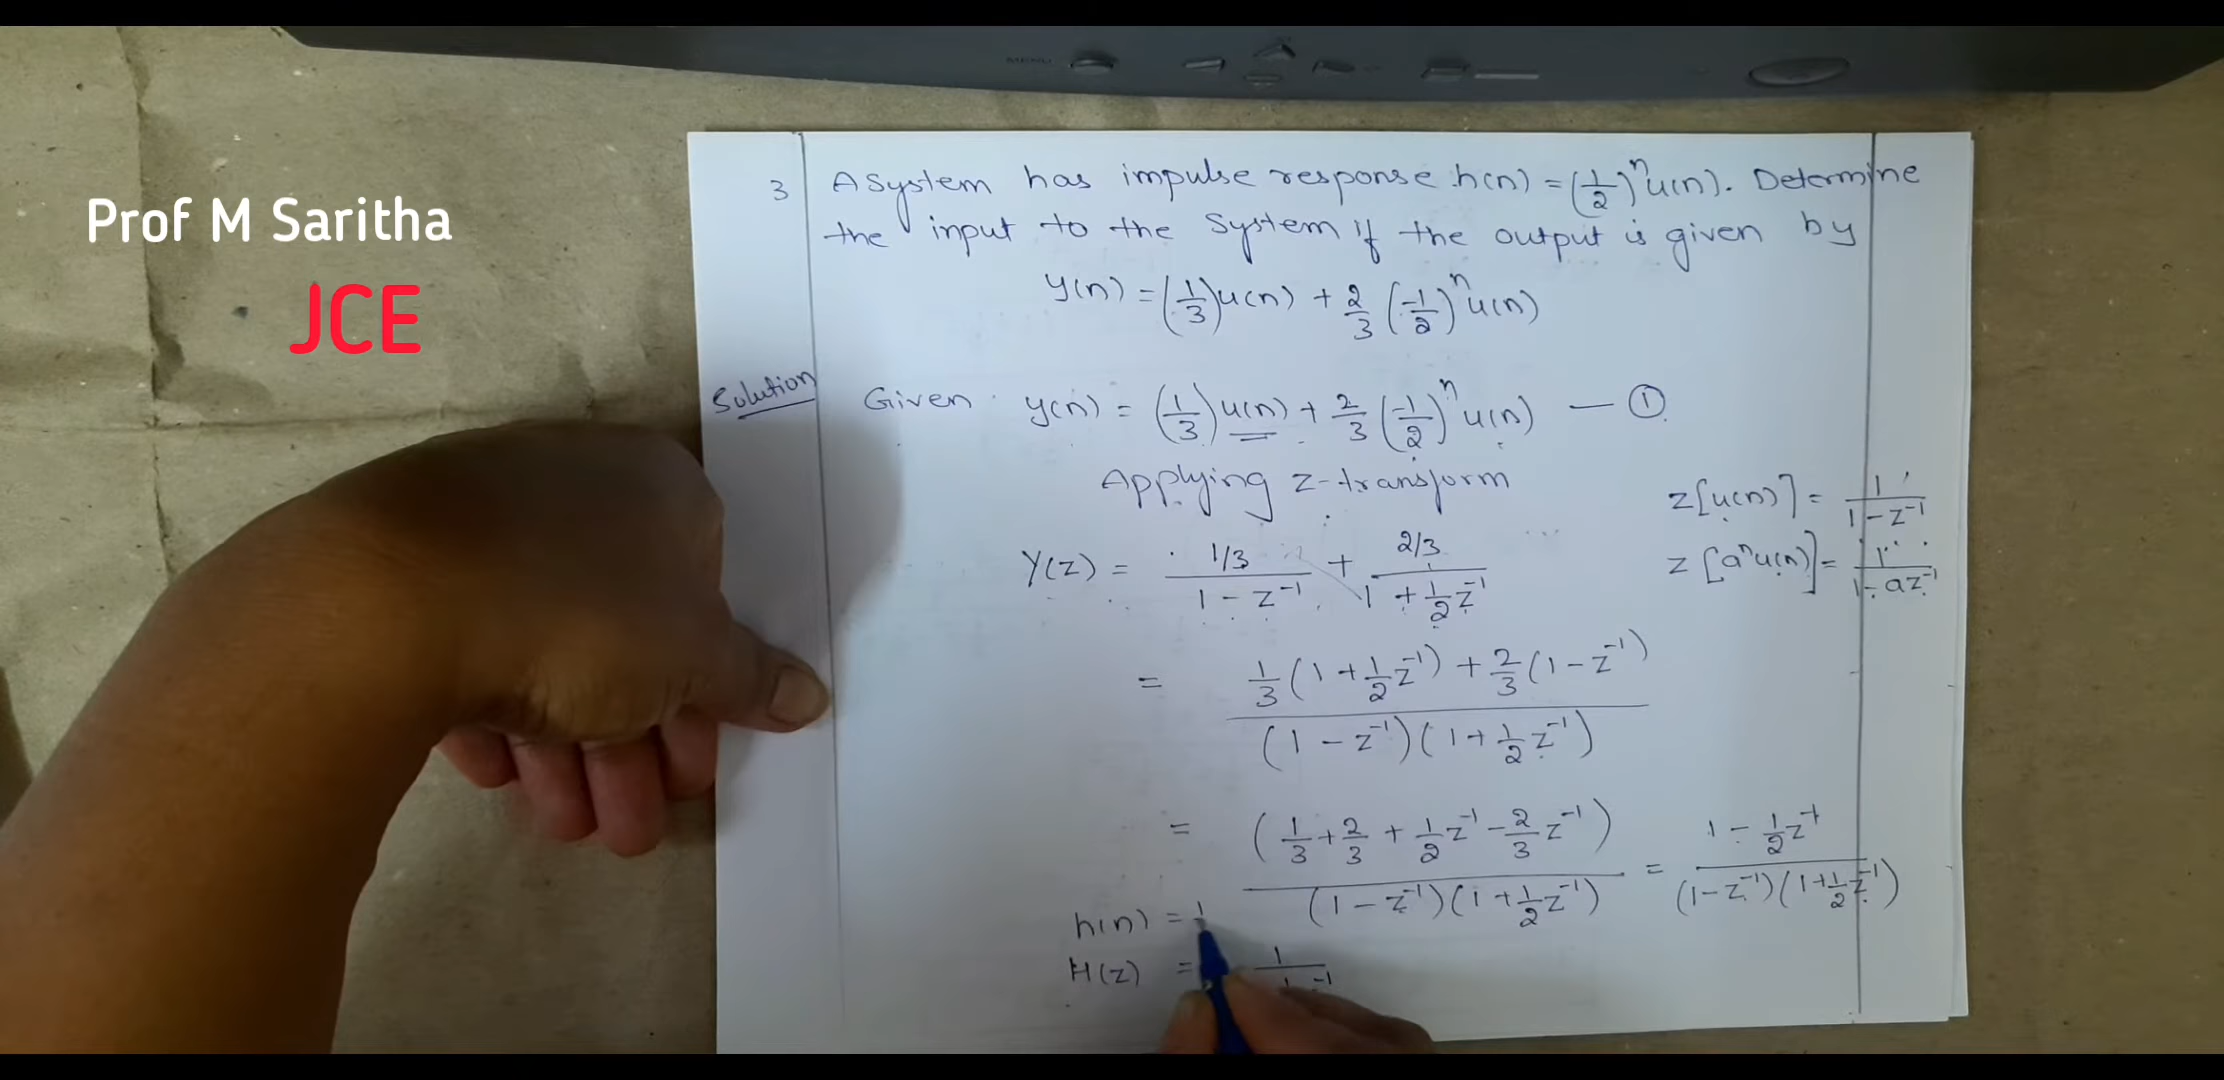 MENU
Prof M Saritha
JCE
3 A System has impulse response h(n) = (1/2)^n u(n). Determine
the input to the system if the output is given by
y(n) = (1/3)u(n) + 2/3 (-1/2)^n u(n)
Solution Given y(n) = (1/3)u(n) + 2/3 (-1/2)^n u(n) — ①
Applying z-transform
z[u(n)] = 1/(1 - z^-1)
z[a^n u(n)] = 1/(1 - az^-1)
Y(z) = (1/3)/(1 - z^-1) + (2/3)/(1 + 1/2 z^-1)
= (1/3(1 + 1/2 z^-1) + 2/3(1 - z^-1))/((1 - z^-1)(1 + 1/2 z^-1))
= (1/3 + 2/3 + 1/2 z^-1 - 2/3 z^-1)/((1 - z^-1)(1 + 1/2 z^-1)) = (1 - 1/2 z^-1)/((1 - z^-1)(1 + 1/2 z^-1))
h(n) = 1
H(z) = 1